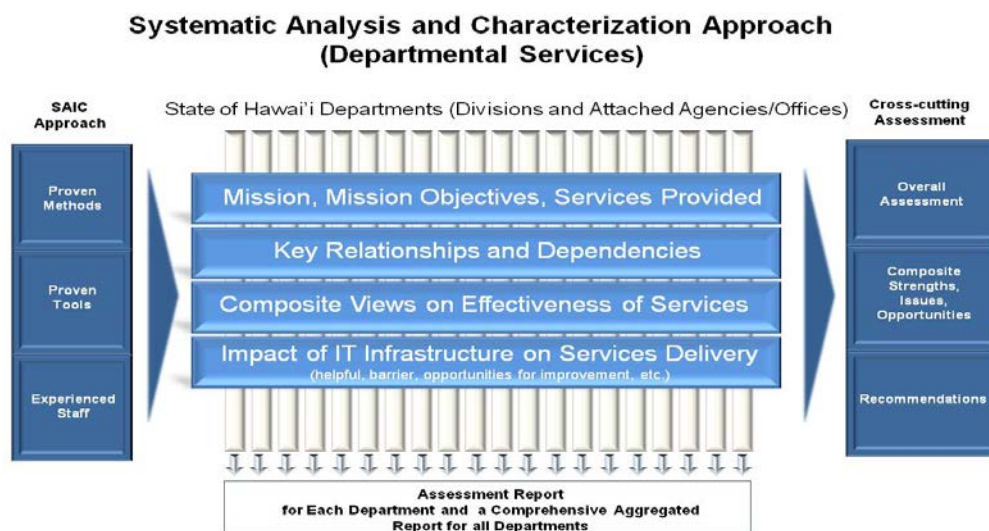 Systematic Analysis and Characterization Approach
(Departmental Services)
SAIC
Approach
Proven
Methods
Proven
Tools
Experienced
Staff
State of Hawai'i Departments (Divisions and Attached Agencies/Offices)
Mission, Mission Objectives, Services Provided
Key Relationships and Dependencies
Composite Views on Effectiveness of Services
Impact of IT Infrastructure on Services Delivery
(helpful, barrier, opportunities for improvement, etc.)
Assessment Report
for Each Department and a Comprehensive Aggregated
Report for all Departments
Cross-cutting
Assessment
Overall
Assessment
Composite
Strengths,
Issues,
Opportunities
Recommendations